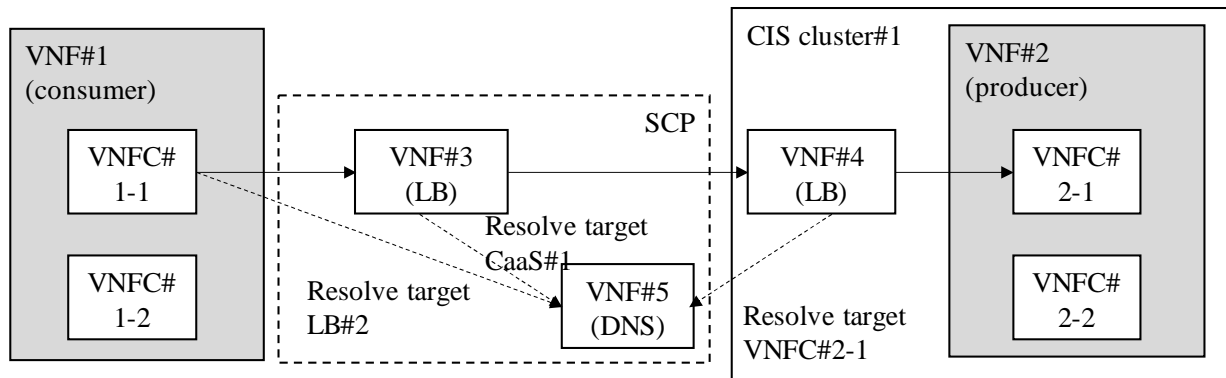 VNF#1
(consumer)
VNFC#
1-1
VNFC#
1-2
SCP
VNF#3
(LB)
Resolve target
CaaS#1
Resolve target
LB#2
VNF#5
(DNS)
CIS cluster#1
VNF#4
(LB)
Resolve target
VNFC#2-1
VNF#2
(producer)
VNFC#
2-1
VNFC#
2-2